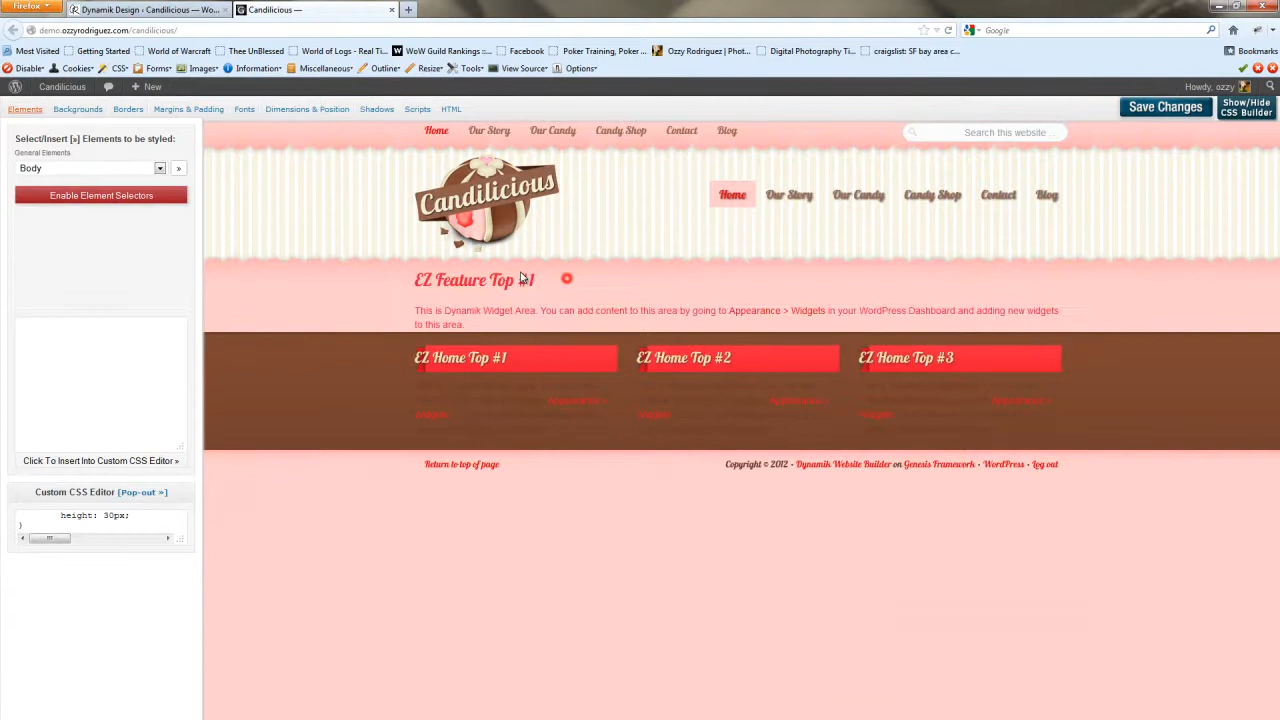 Firefox
Dynamik Design ‹ Candilicious — Wo...
Candilicious —
demo.ozzyrodriguez.com/candilicious/
Google
Most Visited
Getting Started
World of Warcraft
Thee UnBlessed
World of Logs - Real Ti...
WoW Guild Rankings ::...
Facebook
Poker Training, Poker ...
Ozzy Rodriguez | Phot...
Digital Photography Ti...
craigslist: SF bay area c...
Bookmarks
Disable
Cookies
CSS
Forms
Images
Information
Miscellaneous
Outline
Resize
Tools
View Source
Options
Candilicious
New
Howdy, ozzy
Elements
Backgrounds
Borders
Margins & Padding
Fonts
Dimensions & Position
Shadows
Scripts
HTML
Save Changes
Show/Hide
CSS Builder
Select/Insert [»] Elements to be styled:
General Elements
Body
»
Enable Element Selectors
Click To Insert Into Custom CSS Editor »
Custom CSS Editor [Pop-out »]
height: 30px;
}
Home
Our Story
Our Candy
Candy Shop
Contact
Blog
Search this website ...
Candilicious
Home
Our Story
Our Candy
Candy Shop
Contact
Blog
EZ Feature Top #1
This is Dynamik Widget Area. You can add content to this area by going to Appearance > Widgets in your WordPress Dashboard and adding new widgets
to this area.
EZ Home Top #1
EZ Home Top #2
EZ Home Top #3
Appearance >
Widgets
Appearance >
Widgets
Appearance >
Widgets
Return to top of page
Copyright © 2012 • Dynamik Website Builder on Genesis Framework • WordPress • Log out